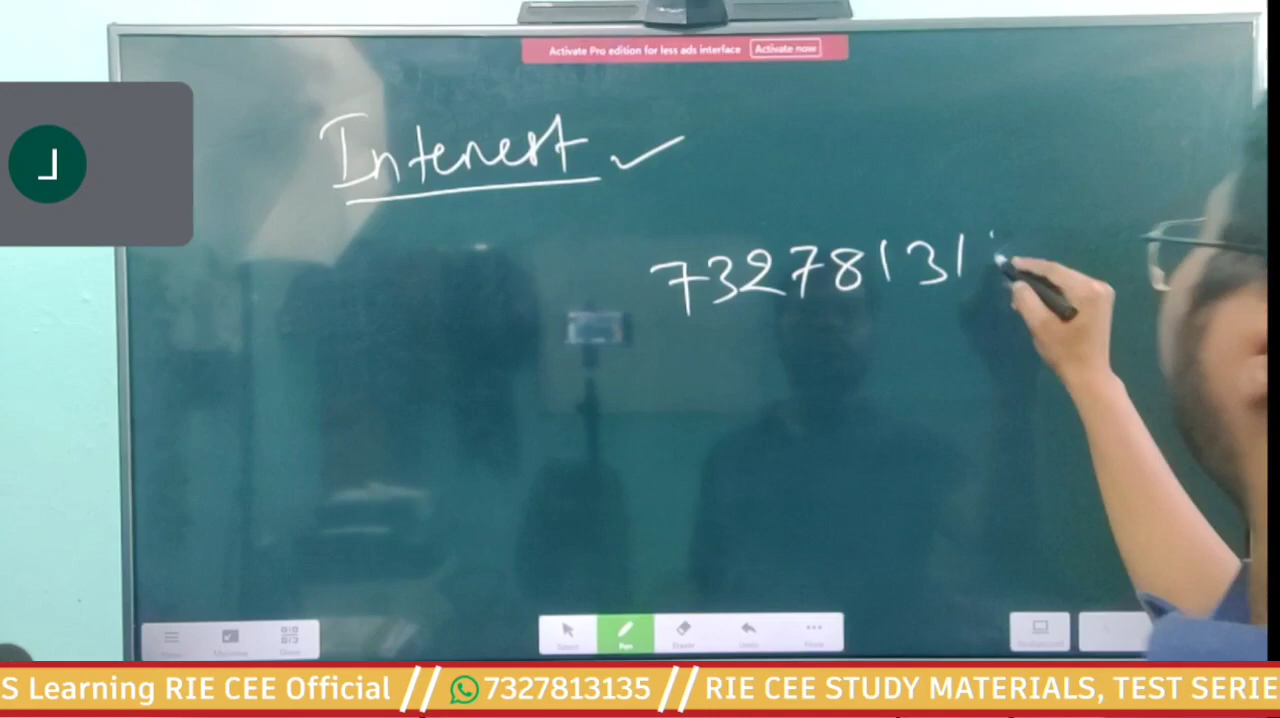 Activate Pro edition for less ads interface Activate now
J
Interest
73278131
Pen
S Learning RIE CEE Official // 7327813135 // RIE CEE STUDY MATERIALS, TEST SERIE